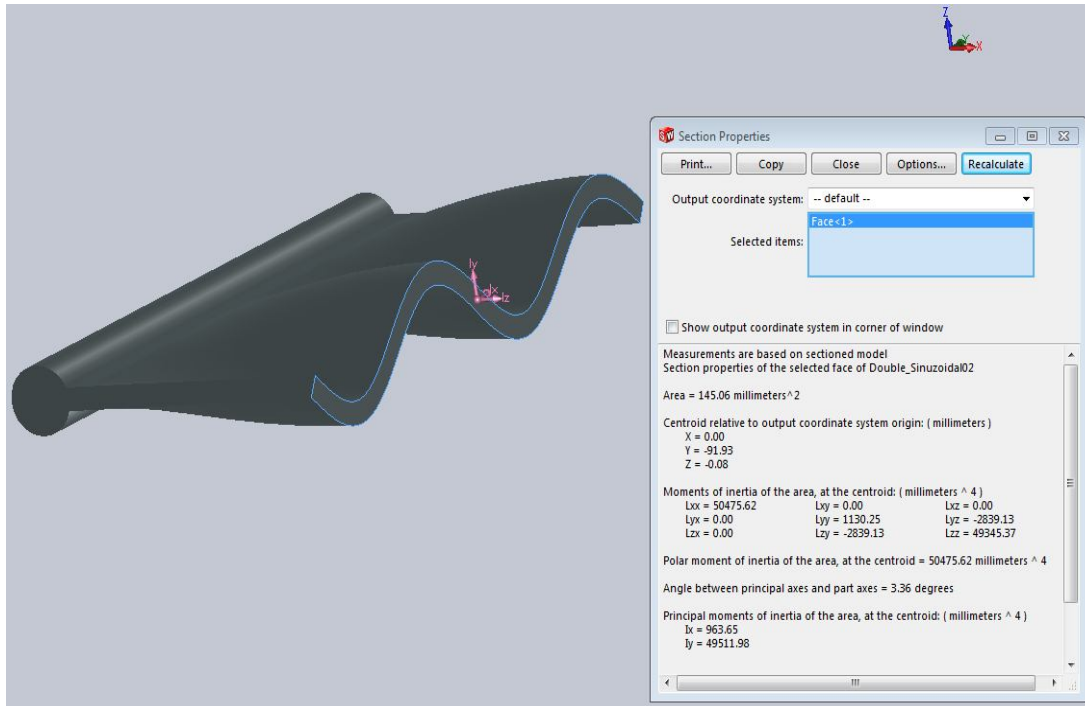 Z
Y
X
Section Properties
Print...
Copy
Close
Options...
Recalculate
Output coordinate system:
-- default --
Face<1>
Selected items:
Iy
Ix
Iz
Show output coordinate system in corner of window
Measurements are based on sectioned model
Section properties of the selected face of Double_Sinuzoidal02
Area = 145.06 millimeters^2
Centroid relative to output coordinate system origin: ( millimeters )
X = 0.00
Y = -91.93
Z = -0.08
Moments of inertia of the area, at the centroid: ( millimeters ^ 4 )
Lxx = 50475.62 Lxy = 0.00 Lxz = 0.00
Lyx = 0.00 Lyy = 1130.25 Lyz = -2839.13
Lzx = 0.00 Lzy = -2839.13 Lzz = 49345.37
Polar moment of inertia of the area, at the centroid = 50475.62 millimeters ^ 4
Angle between principal axes and part axes = 3.36 degrees
Principal moments of inertia of the area, at the centroid: ( millimeters ^ 4 )
Ix = 963.65
Iy = 49511.98